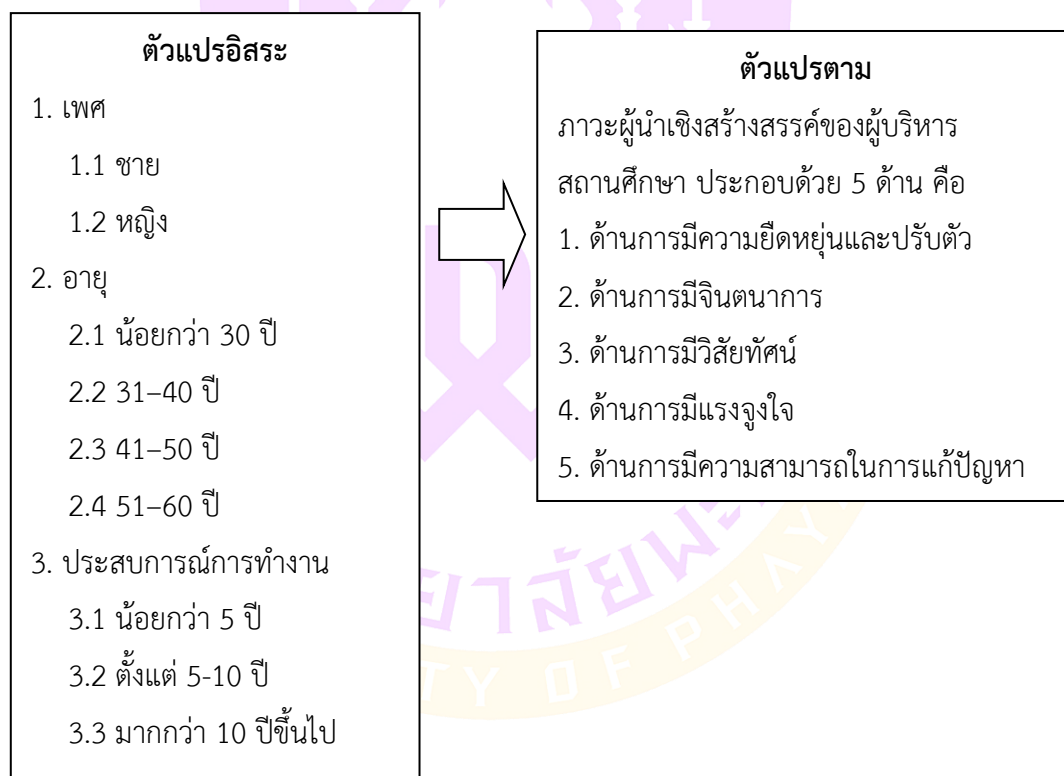 ตัวแปรอิสระ
1. เพศ
1.1 ชาย
1.2 หญิง
2. อายุ
2.1 น้อยกว่า 30 ปี
2.2 31–40 ปี
2.3 41–50 ปี
2.4 51–60 ปี
3. ประสบการณ์การทำงาน
3.1 น้อยกว่า 5 ปี
3.2 ตั้งแต่ 5-10 ปี
3.3 มากกว่า 10 ปีขึ้นไป
ตัวแปรตาม
ภาวะผู้นำเชิงสร้างสรรค์ของผู้บริหาร
สถานศึกษา ประกอบด้วย 5 ด้าน คือ
1. ด้านการมีความยืดหยุ่นและปรับตัว
2. ด้านการมีจินตนาการ
3. ด้านการมีวิสัยทัศน์
4. ด้านการมีแรงจูงใจ
5. ด้านการมีความสามารถในการแก้ปัญหา